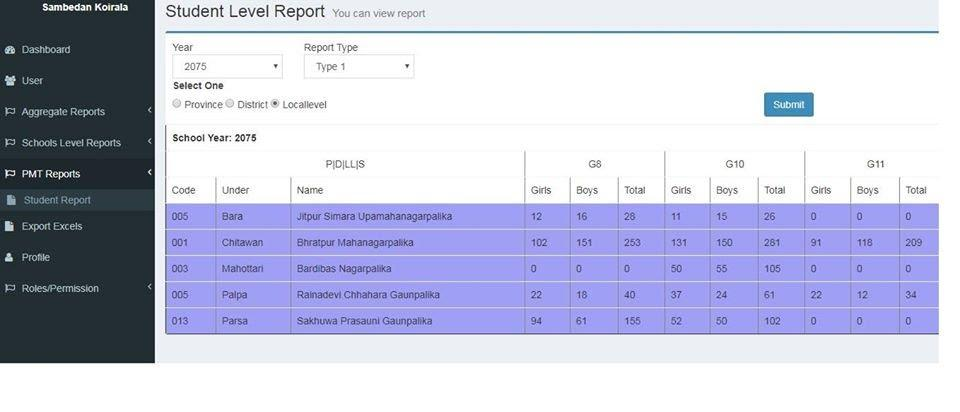 Sambedan Koirala
Dashboard
User
Aggregate Reports
Schools Level Reports
PMT Reports
Student Report
Export Excels
Profile
Roles/Permission
Student Level Report You can view report
Year Report Type
2075 Type 1
Select One
Province District Locallevel
Submit
School Year: 2075
P|D|LL|S G8 G10 G11
Code Under Name Girls Boys Total Girls Boys Total Girls Boys Total
005 Bara Jitpur Simara Upamahanagarpalika 12 16 28 11 15 26 0 0 0
001 Chitawan Bhratpur Mahanagarpalika 102 151 253 131 150 281 91 118 209
003 Mahottari Bardibas Nagarpalika 0 0 0 50 55 105 0 0 0
005 Palpa Rainadevi Chhahara Gaunpalika 22 18 40 37 24 61 22 12 34
013 Parsa Sakhuwa Prasauni Gaunpalika 94 61 155 52 50 102 0 0 0